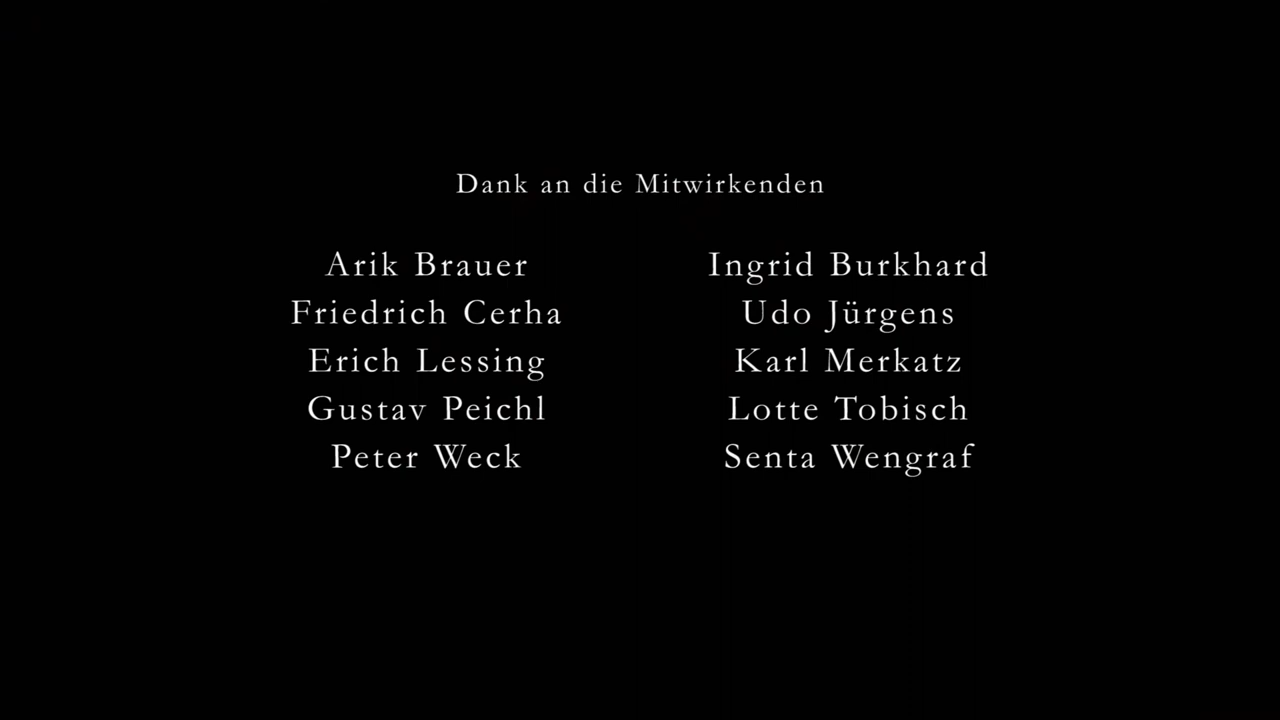 Dank an die Mitwirkenden
Arik Brauer
Friedrich Cerha
Erich Lessing
Gustav Peichl
Peter Weck
Ingrid Burkhard
Udo Jürgens
Karl Merkatz
Lotte Tobisch
Senta Wengraf